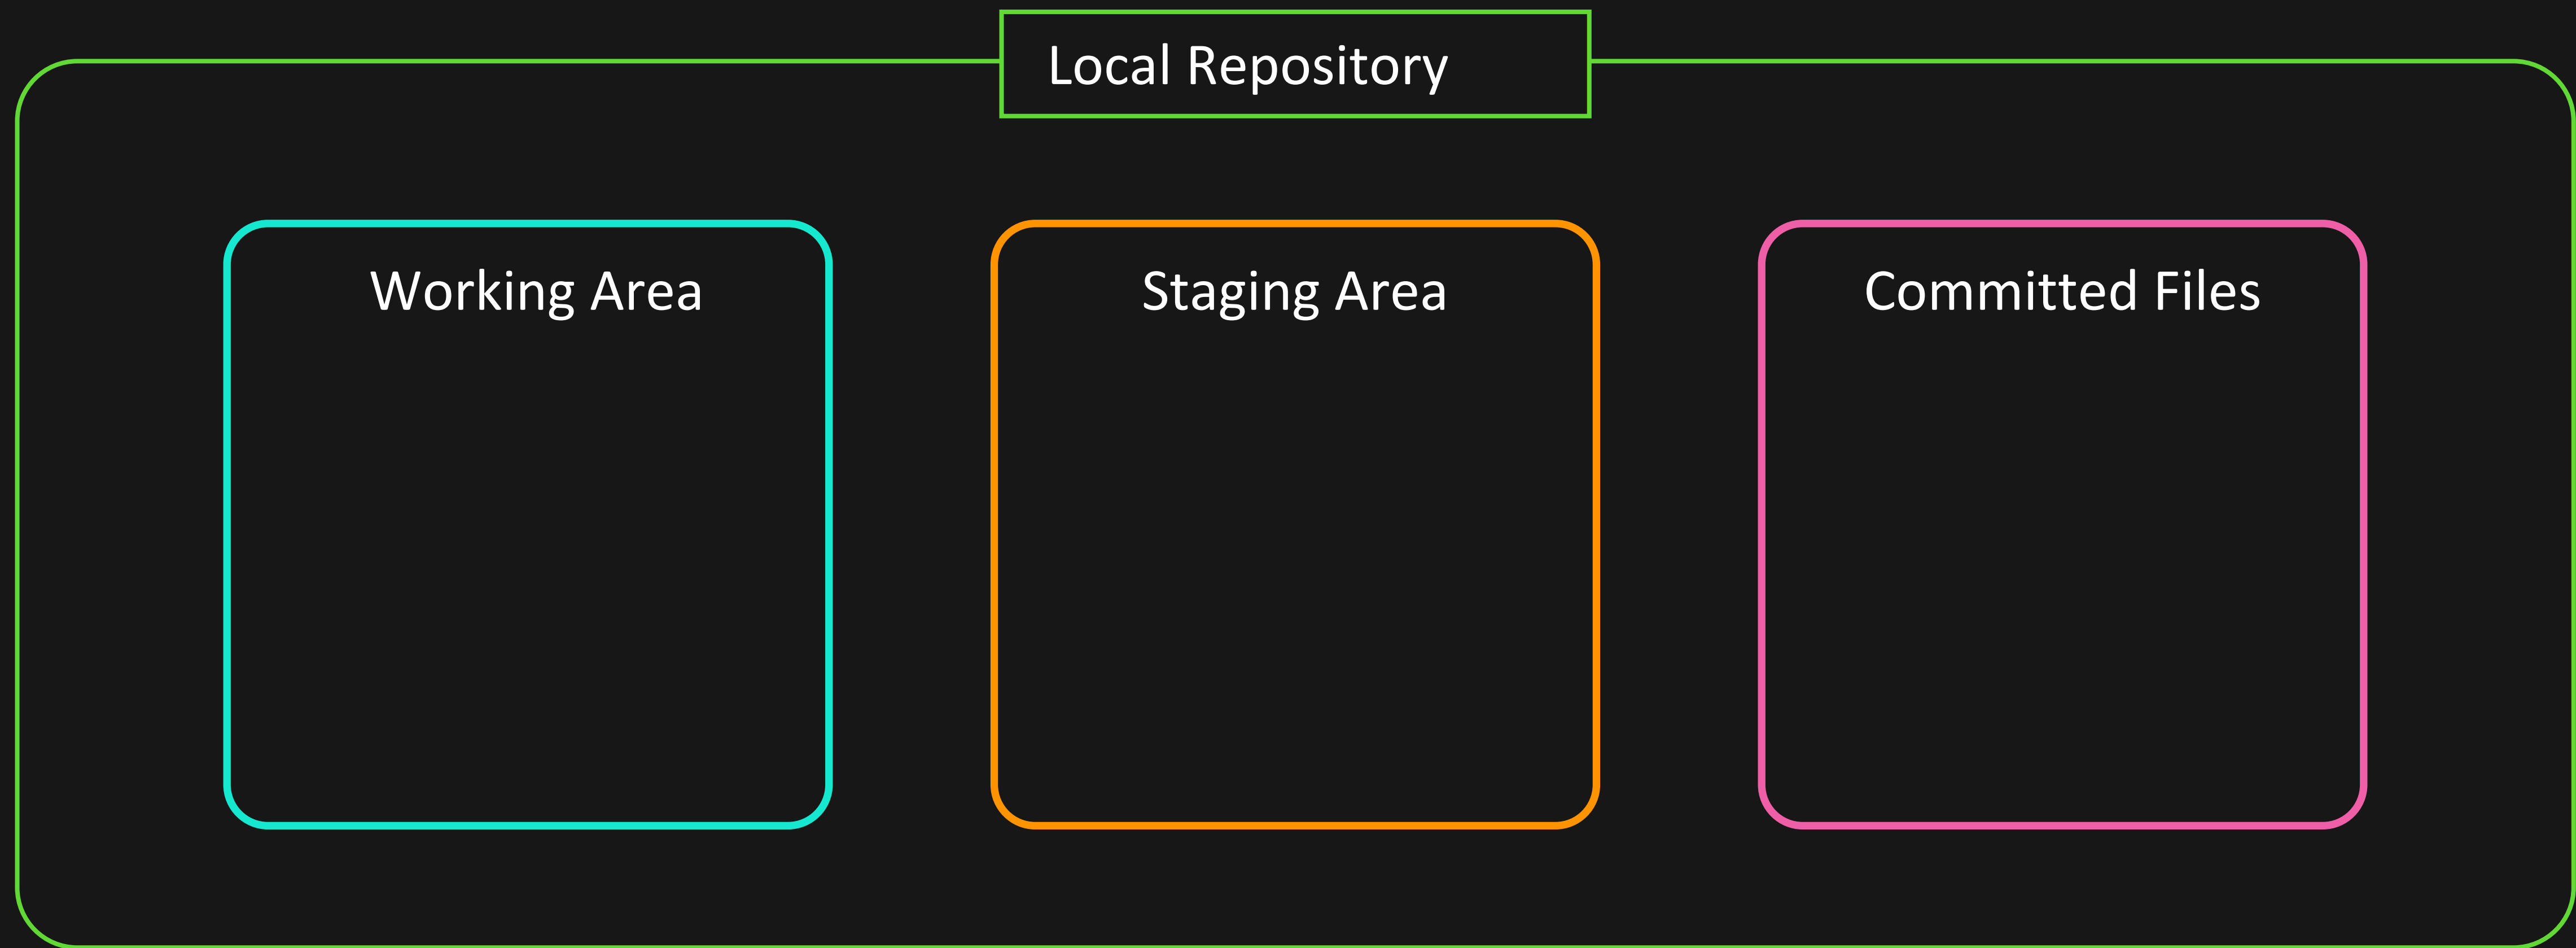 Local Repository
Working Area
Staging Area
Committed Files